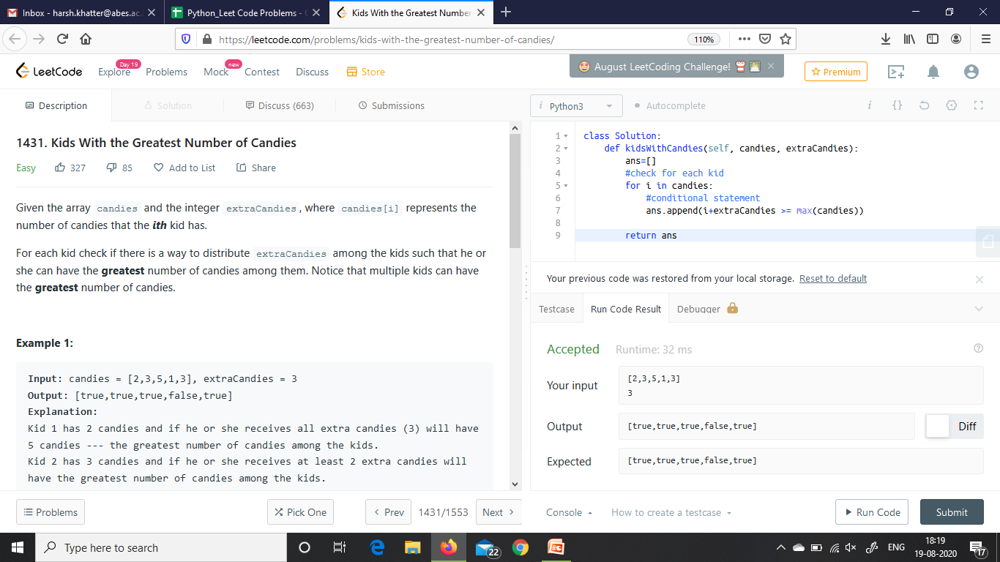 Inbox - harsh.khatter@abes.ac.
Python_Leet Code Problems -
Kids With the Greatest Number
https://leetcode.com/problems/kids-with-the-greatest-number-of-candies/
110%
LeetCode
Explore
Day 19
Problems
Mock
new
Contest
Discuss
Store
August LeetCoding Challenge!
Premium
Description
Solution
Discuss (663)
Submissions
1431. Kids With the Greatest Number of Candies
Easy 327 85 Add to List Share
Given the array candies and the integer extraCandies, where candies[i] represents the
number of candies that the ith kid has.
For each kid check if there is a way to distribute extraCandies among the kids such that he or
she can have the greatest number of candies among them. Notice that multiple kids can have
the greatest number of candies.
Example 1:
Input: candies = [2,3,5,1,3], extraCandies = 3
Output: [true,true,true,false,true]
Explanation:
Kid 1 has 2 candies and if he or she receives all extra candies (3) will have
5 candies --- the greatest number of candies among the kids.
Kid 2 has 3 candies and if he or she receives at least 2 extra candies will
have the greatest number of candies among the kids.
Problems
Pick One
Prev
1431/1553
Next
i Python3
Autocomplete
i {}
1 class Solution:
2 def kidsWithCandies(self, candies, extraCandies):
3 ans=[]
4 #check for each kid
5 for i in candies:
6 #conditional statement
7 ans.append(i+extraCandies >= max(candies))
8
9 return ans
Your previous code was restored from your local storage. Reset to default
Testcase
Run Code Result
Debugger
Accepted Runtime: 32 ms
Your input
[2,3,5,1,3]
3
Output
[true,true,true,false,true]
Diff
Expected
[true,true,true,false,true]
Console
How to create a testcase
Run Code
Submit
Type here to search
22
ENG
18:19
19-08-2020
17